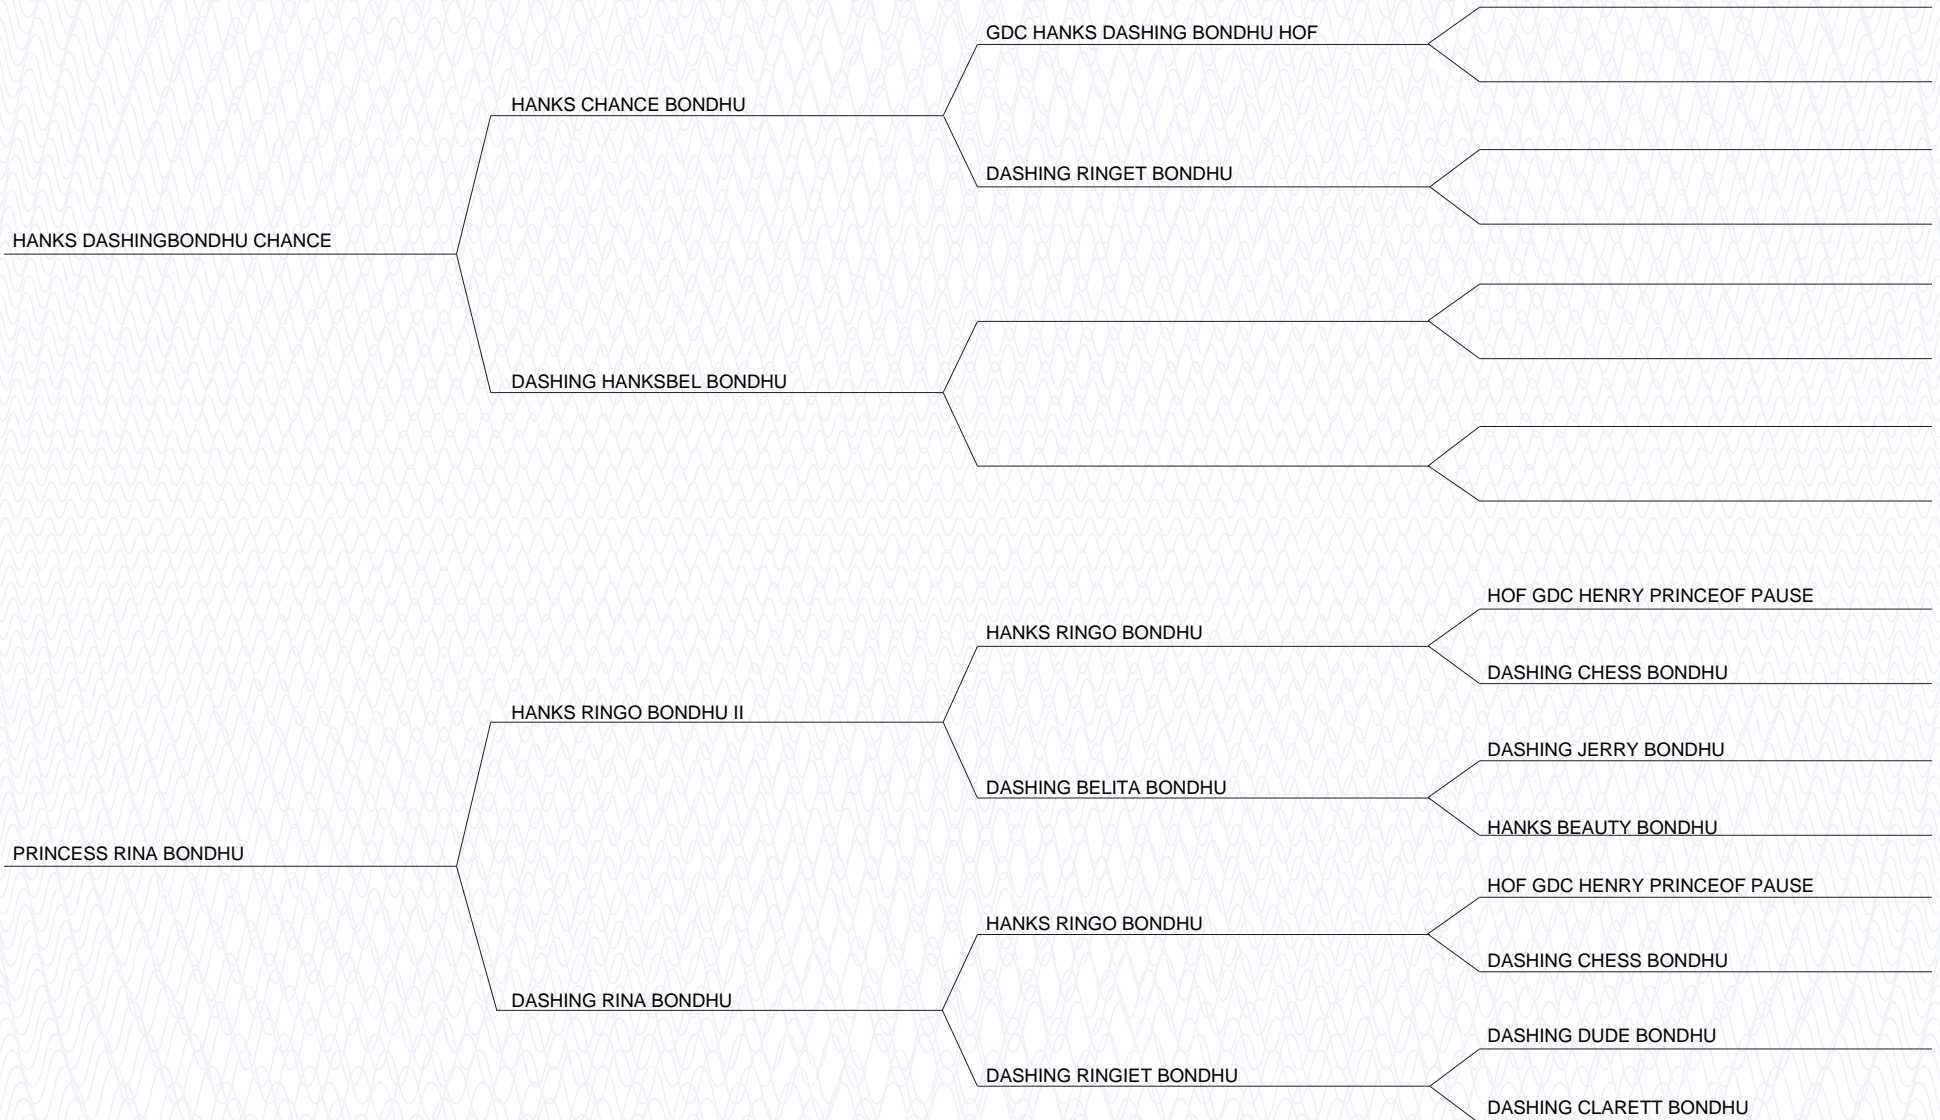 GDC HANKS DASHING BONDHU HOF
HANKS CHANCE BONDHU
DASHING RINGET BONDHU
HANKS DASHINGBONDHU CHANCE
DASHING HANKSBEL BONDHU
HOF GDC HENRY PRINCEOF PAUSE
HANKS RINGO BONDHU
DASHING CHESS BONDHU
HANKS RINGO BONDHU II
DASHING JERRY BONDHU
DASHING BELITA BONDHU
HANKS BEAUTY BONDHU
PRINCESS RINA BONDHU
HOF GDC HENRY PRINCEOF PAUSE
HANKS RINGO BONDHU
DASHING CHESS BONDHU
DASHING RINA BONDHU
DASHING DUDE BONDHU
DASHING RINGIET BONDHU
DASHING CLARETT BONDHU